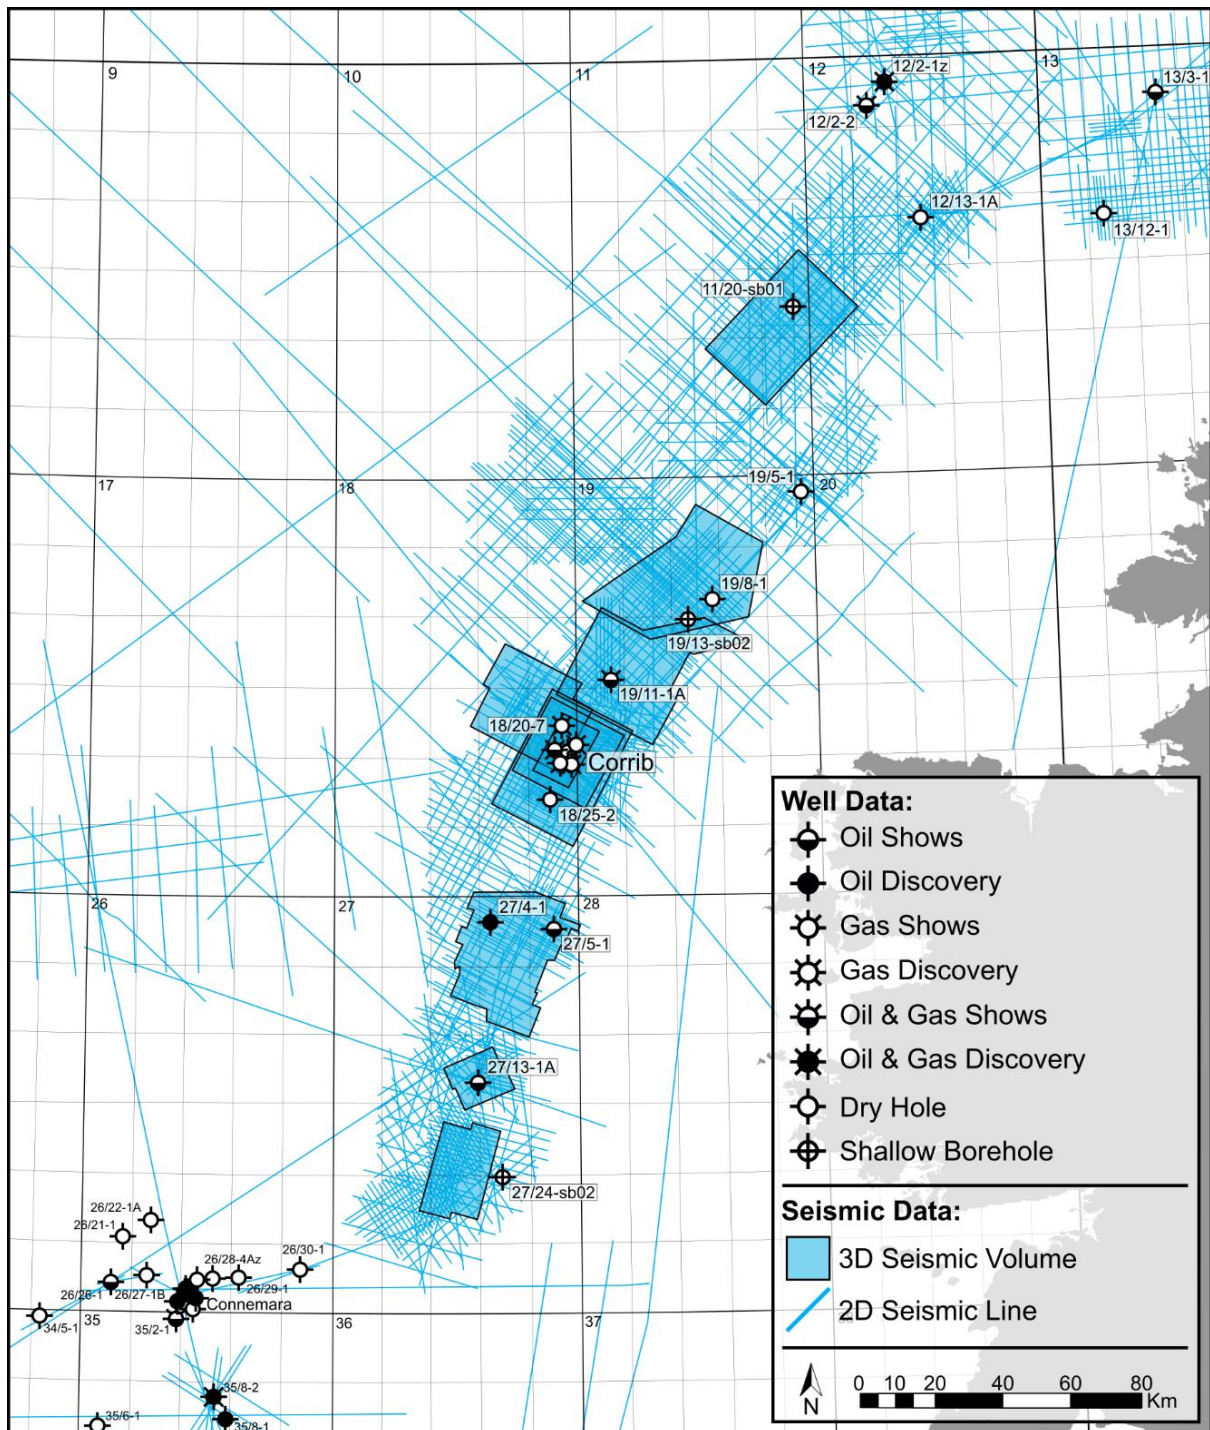 9
10
11
12
13
12/2-1z
13/3-1
12/2-2
12/13-1A
13/12-1
11/20-sb01
17
18
19
19/5-1
20
19/8-1
19/13-sb02
19/11-1A
18/20-7
Corrib
18/25-2
26
27
28
27/4-1
27/5-1
27/13-1A
27/24-sb02
26/22-1A
26/21-1
26/28-4Az
26/30-1
26/26-1
26/27-1B
26/29-1
Connemara
34/5-1
35
35/2-1
36
37
35/8-2
35/6-1
35/8-1
Well Data:
Oil Shows
Oil Discovery
Gas Shows
Gas Discovery
Oil & Gas Shows
Oil & Gas Discovery
Dry Hole
Shallow Borehole
Seismic Data:
3D Seismic Volume
2D Seismic Line
N
0 10 20 40 60 80
Km